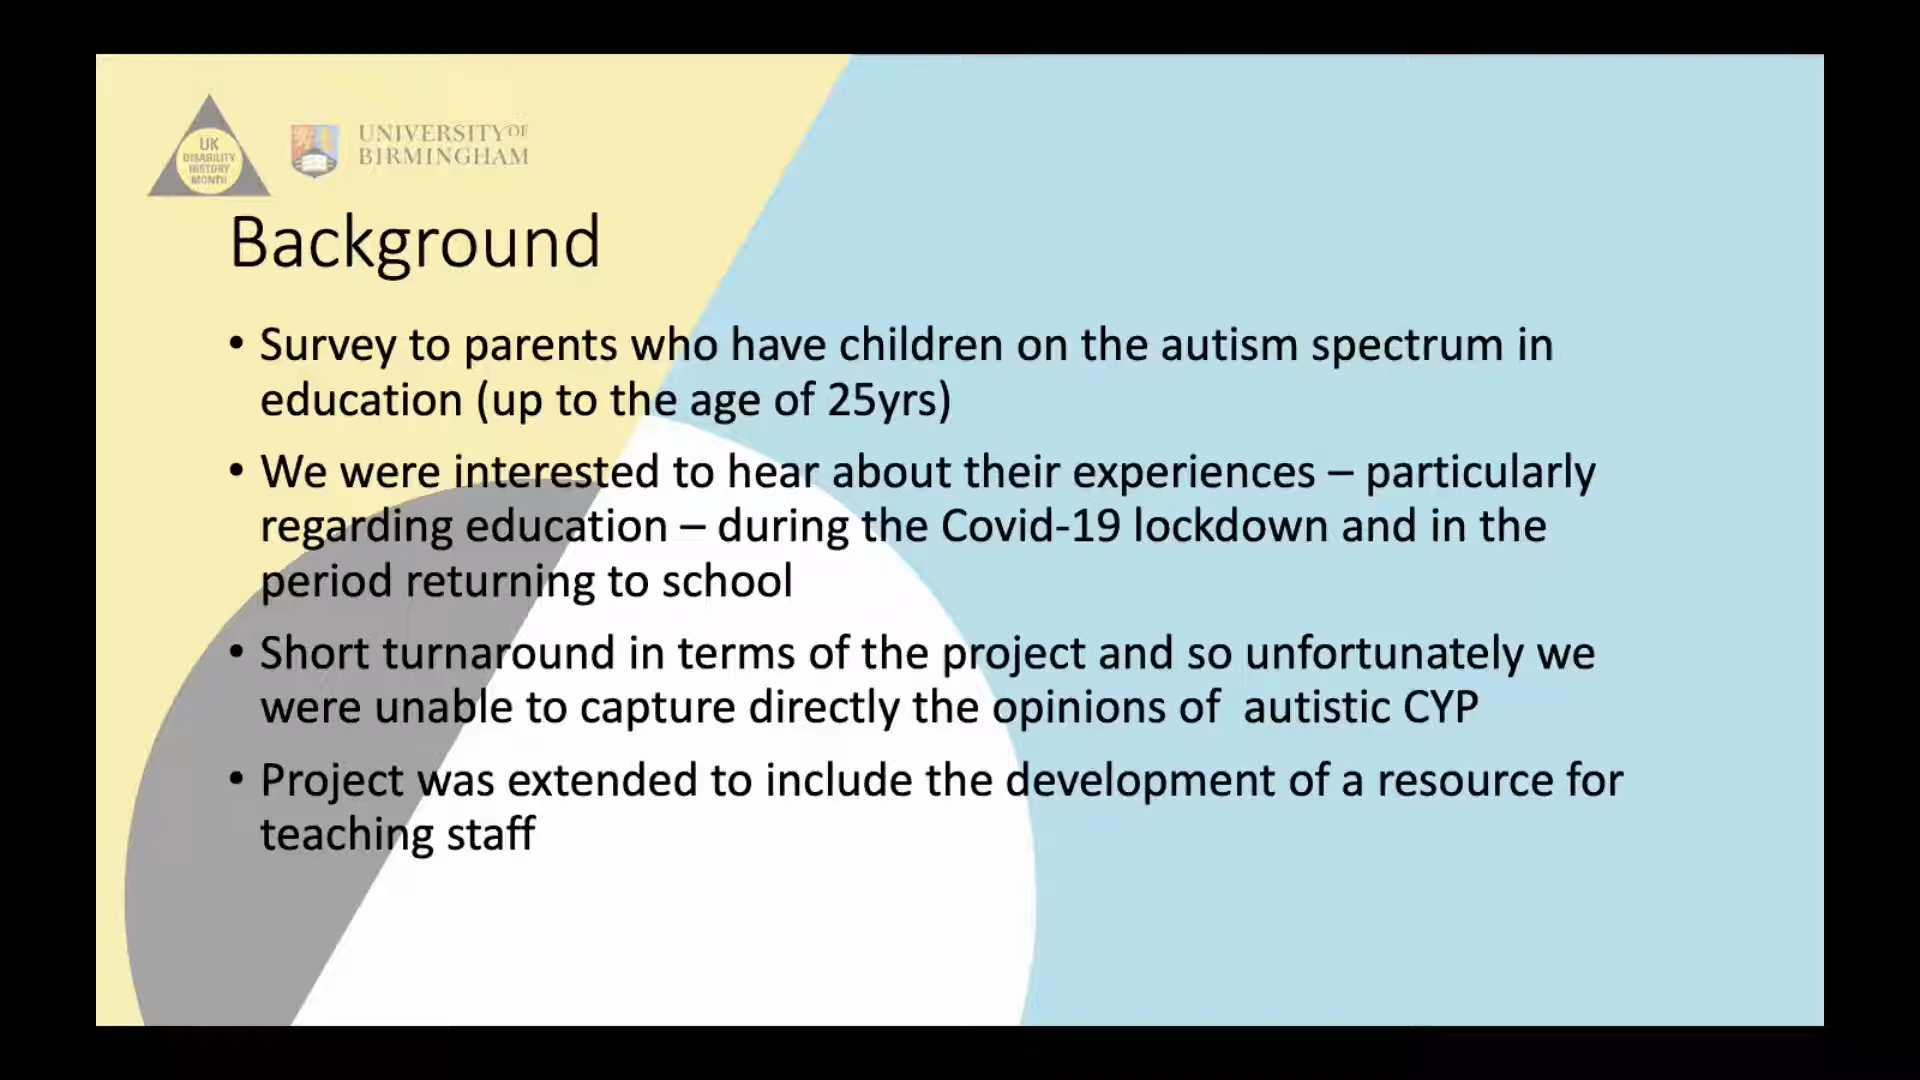 UK
DISABILITY
HISTORY
MONTH
UNIVERSITY OF
BIRMINGHAM
Background
• Survey to parents who have children on the autism spectrum in
education (up to the age of 25yrs)
• We were interested to hear about their experiences – particularly
regarding education – during the Covid-19 lockdown and in the
period returning to school
• Short turnaround in terms of the project and so unfortunately we
were unable to capture directly the opinions of  autistic CYP
• Project was extended to include the development of a resource for
teaching staff